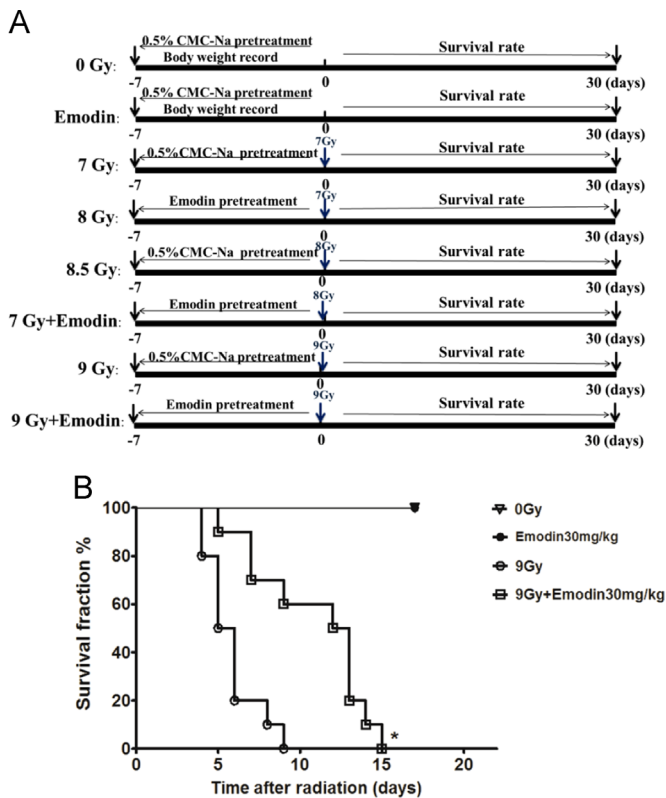 A
0.5% CMC-Na pretreatment
Survival rate
0 Gy:
Body weight record
-7 0 30 (days)
0.5% CMC-Na pretreatment
Survival rate
Emodin:
Body weight record
-7 0 30 (days)
7Gy
0.5%CMC-Na pretreatment
Survival rate
7 Gy:
-7 0 30 (days)
7Gy
Emodin pretreatment
Survival rate
8 Gy:
-7 0 30 (days)
8Gy
0.5%CMC-Na pretreatment
Survival rate
8.5 Gy:
-7 0 30 (days)
8Gy
Emodin pretreatment
Survival rate
7 Gy+Emodin:
-7 0 30 (days)
9Gy
0.5%CMC-Na pretreatment
Survival rate
9 Gy:
-7 0 30 (days)
9Gy
Emodin pretreatment
Survival rate
9 Gy+Emodin:
-7 0 30 (days)
B
Survival fraction %
100
80
60
40
20
0
*
0 5 10 15 20
Time after radiation (days)
0Gy
Emodin30mg/kg
9Gy
9Gy+Emodin30mg/kg